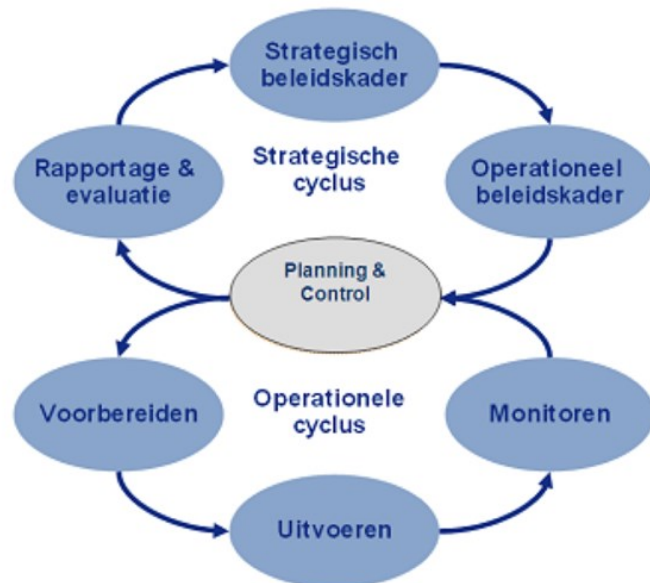 Strategisch
beleidskader
Rapportage &
evaluatie
Strategische
cyclus
Operationeel
beleidskader
Planning &
Control
Voorbereiden
Operationele
cyclus
Monitoren
Uitvoeren